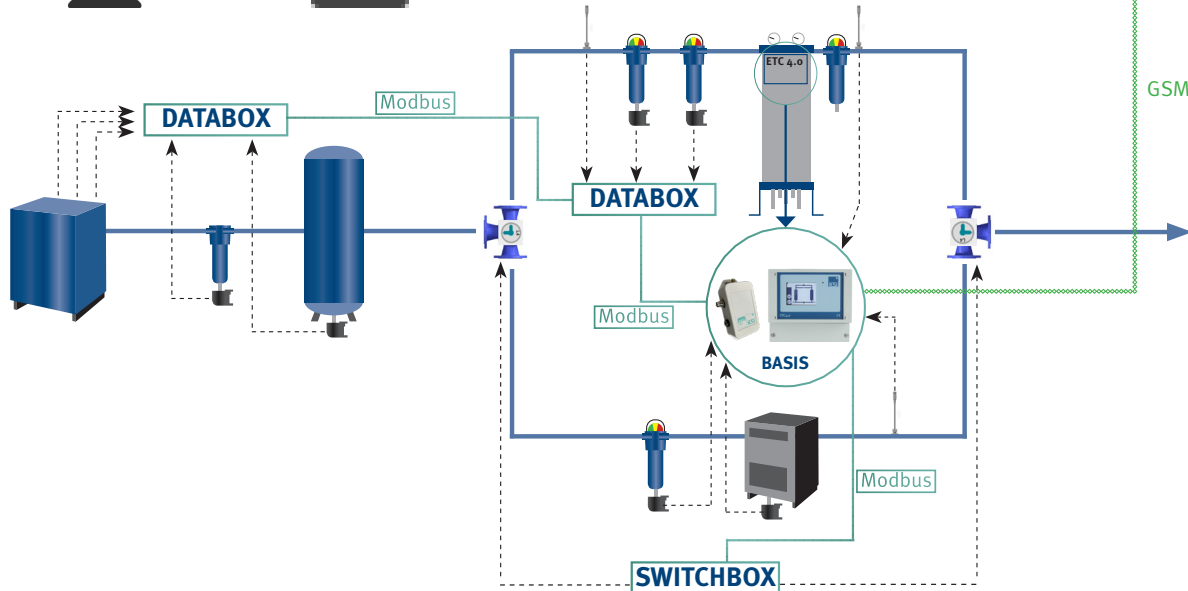 ETC 4.0
GSM
Modbus
DATABOX
DATABOX
Modbus
BASIS
Modbus
SWITCHBOX